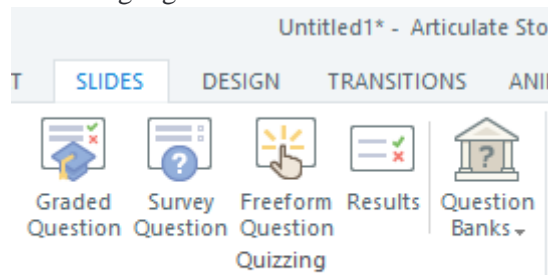 Untitled1* - Articulate Sto
T SLIDES DESIGN TRANSITIONS ANI
Graded Question
Survey Question
Freeform Question
Results
Question Banks
Quizzing